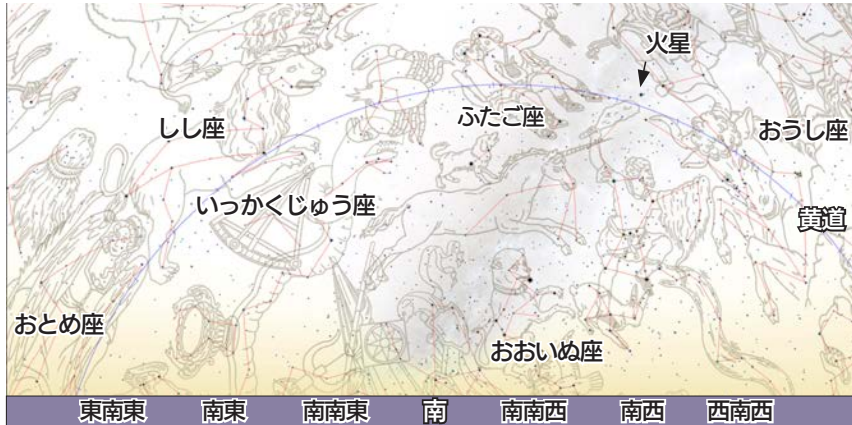 火星
ふたご座
しし座
おうし座
いっかくじゅう座
黄道
おとめ座
おおいぬ座
東南東 南東 南南東 南 南南西 南西 西南西